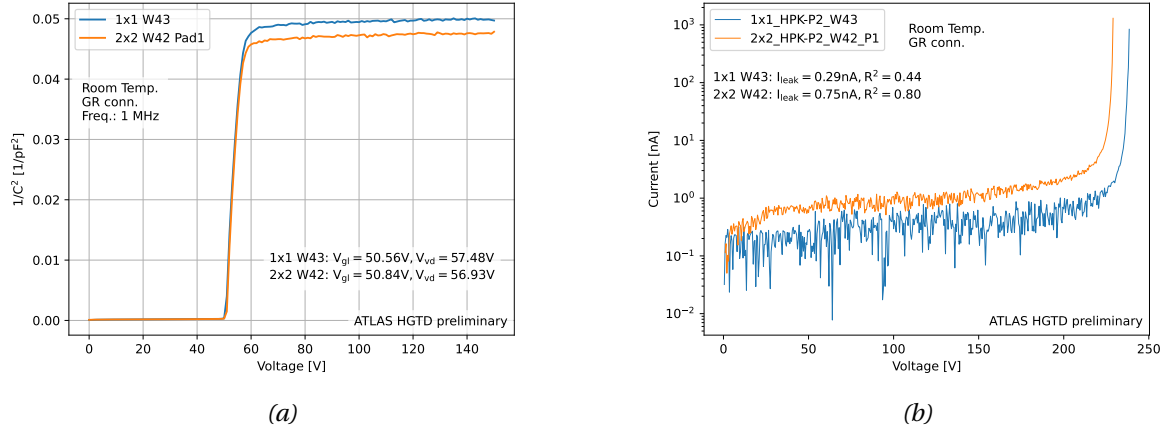 1x1 W43
2x2 W42 Pad1
Room Temp.
GR conn.
Freq.: 1 MHz
1x1 W43: V_gl = 50.56V, V_vd = 57.48V
2x2 W42: V_gl = 50.84V, V_vd = 56.93V
ATLAS HGTD preliminary
1/C² [1/pF²]
0.05
0.04
0.03
0.02
0.01
0.00
0 20 40 60 80 100 120 140
Voltage [V]
(a)
1x1_HPK-P2_W43
2x2_HPK-P2_W42_P1
Room Temp.
GR conn.
1x1 W43: I_leak = 0.29nA, R² = 0.44
2x2 W42: I_leak = 0.75nA, R² = 0.80
ATLAS HGTD preliminary
Current [nA]
10³
10²
10¹
10⁰
10⁻¹
10⁻²
0 50 100 150 200 250
Voltage [V]
(b)